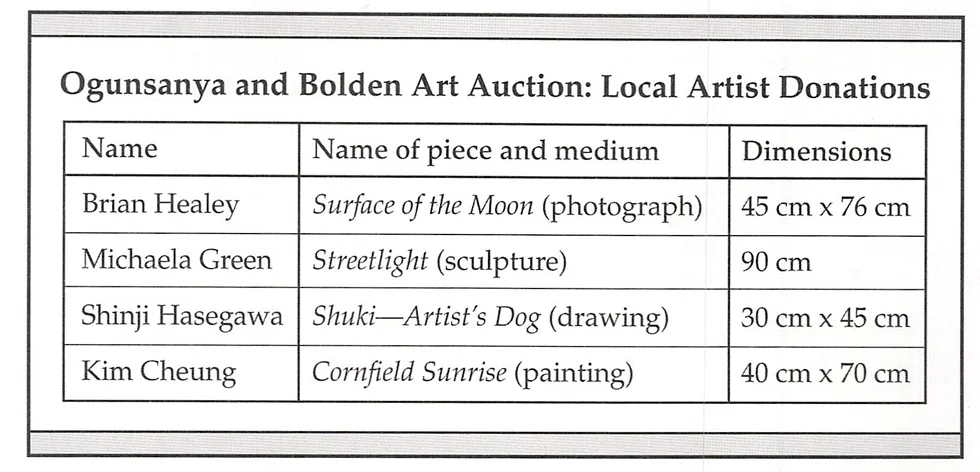 Ogunsanya and Bolden Art Auction: Local Artist Donations
Name Name of piece and medium Dimensions
Brian Healey Surface of the Moon (photograph) 45 cm x 76 cm
Michaela Green Streetlight (sculpture) 90 cm
Shinji Hasegawa Shuki—Artist's Dog (drawing) 30 cm x 45 cm
Kim Cheung Cornfield Sunrise (painting) 40 cm x 70 cm